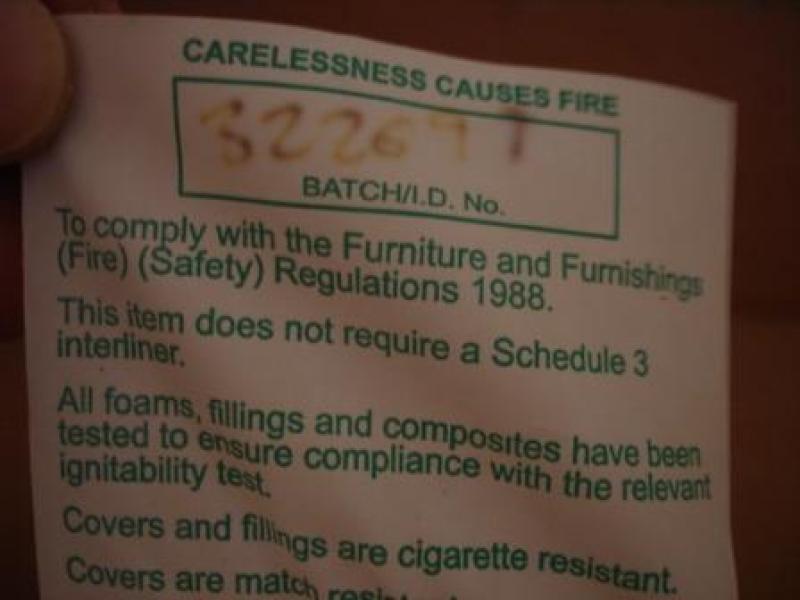 CARELESSNESS CAUSES FIRE
322691
BATCH/I.D. No.
To comply with the Furniture and Furnishings
(Fire) (Safety) Regulations 1988.
This item does not require a Schedule 3
interliner.
All foams, fillings and composites have been
tested to ensure compliance with the relevant
ignitability test.
Covers and fillings are cigarette resistant.
Covers are match